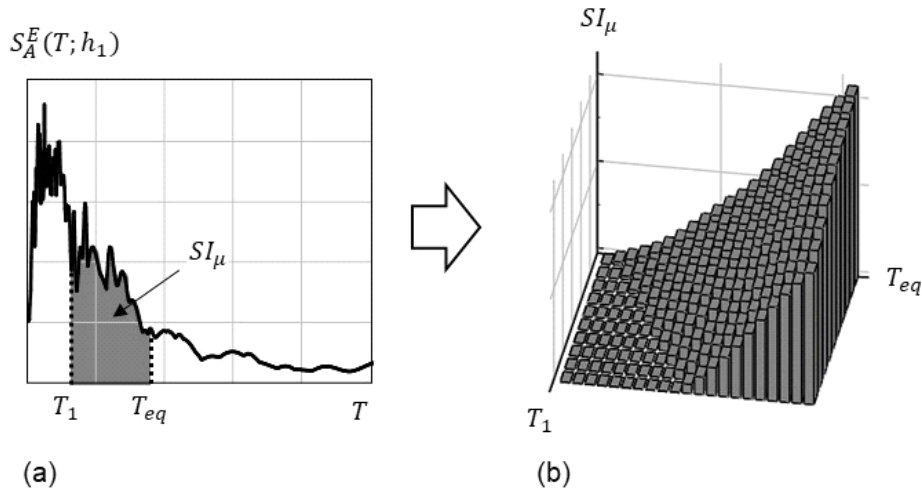 S_A^E(T; h_1)
SI_μ
T_1
T_eq
T
(a)
SI_μ
T_eq
T_1
(b)